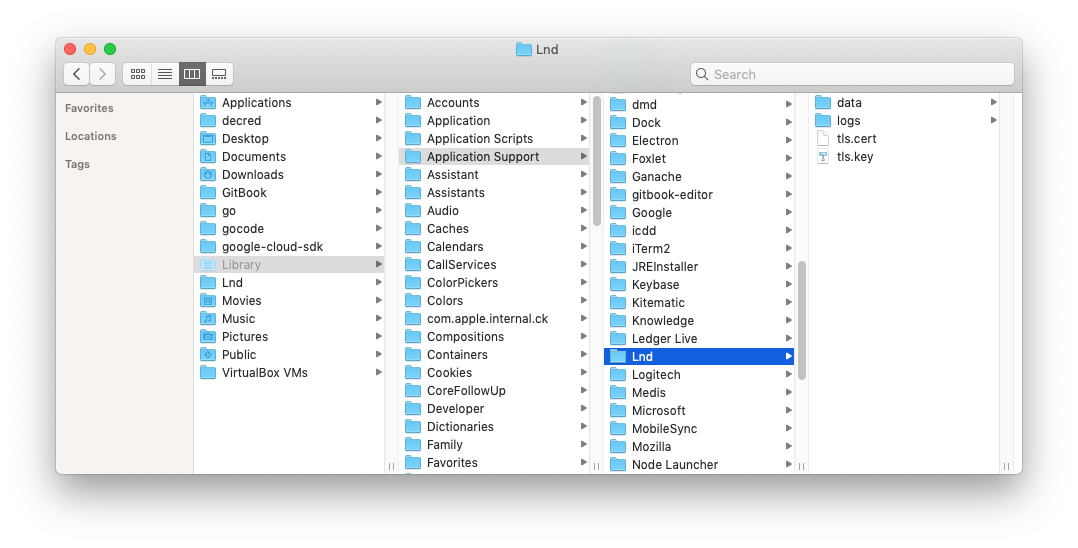 Lnd
Search
Favorites
Locations
Tags
Applications
decred
Desktop
Documents
Downloads
GitBook
go
gocode
google-cloud-sdk
Library
Lnd
Movies
Music
Pictures
Public
VirtualBox VMs
Accounts
Application
Application Scripts
Application Support
Assistant
Assistants
Audio
Caches
Calendars
CallServices
ColorPickers
Colors
com.apple.internal.ck
Compositions
Containers
Cookies
CoreFollowUp
Developer
Dictionaries
Family
Favorites
dmd
Dock
Electron
Foxlet
Ganache
gitbook-editor
Google
icdd
iTerm2
JREInstaller
Keybase
Kitematic
Knowledge
Ledger Live
Lnd
Logitech
Medis
Microsoft
MobileSync
Mozilla
Node Launcher
data
logs
tls.cert
tls.key